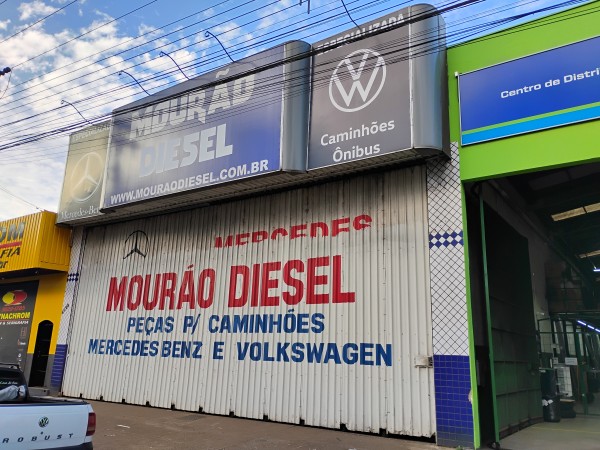 ESPECIALIZADA
MOURÃO
DIESEL
WWW.MOURAODIESEL.COM.BR
Mercedes-Benz
Caminhões
Ônibus
Centro de Distri
MERCEDES
MOURÁO DIESEL
PEÇAS P/ CAMINHÕES
MERCEDES BENZ E VOLKSWAGEN
ROBUST